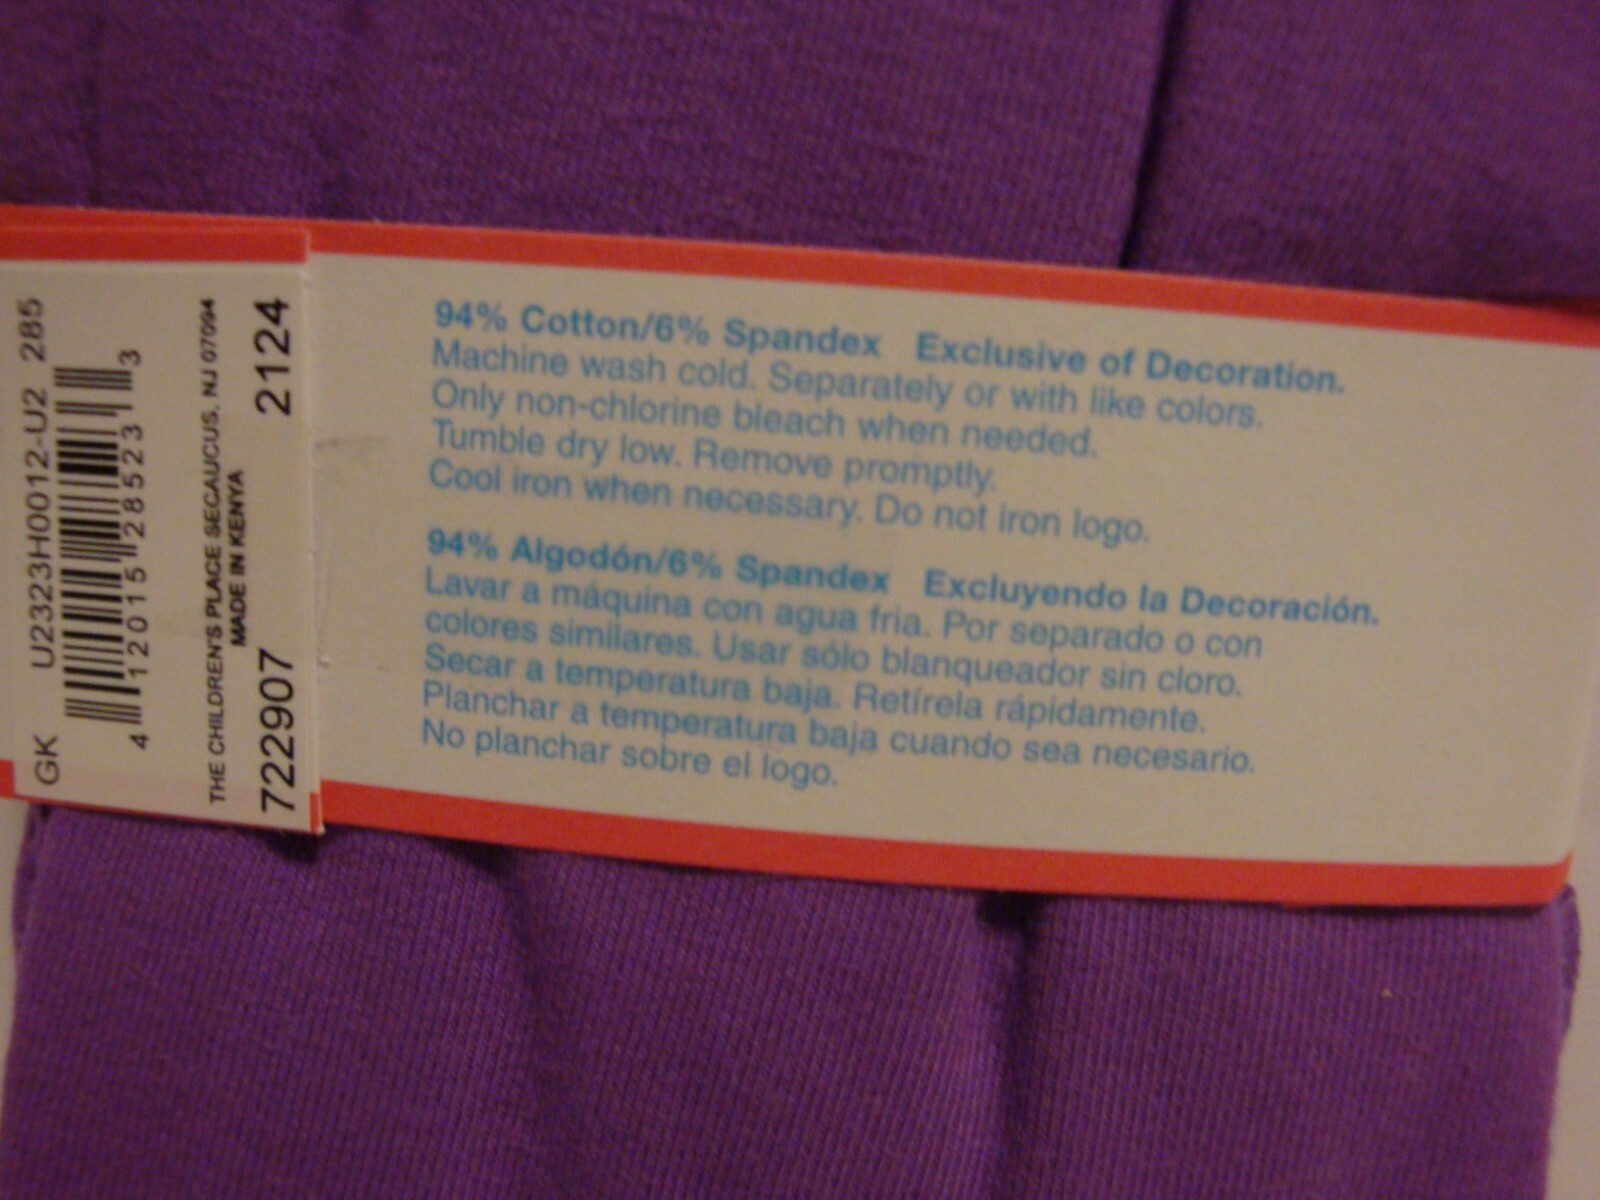 GK U2323H0012-U2 285
4 12015 28523 3
THE CHILDREN'S PLACE SECAUCUS, NJ 07094
MADE IN KENYA
722907 2124
94% Cotton/6% Spandex Exclusive of Decoration.
Machine wash cold. Separately or with like colors.
Only non-chlorine bleach when needed.
Tumble dry low. Remove promptly.
Cool iron when necessary. Do not iron logo.
94% Algodón/6% Spandex Excluyendo la Decoración.
Lavar a máquina con agua fria. Por separado o con
colores similares. Usar sólo blanqueador sin cloro.
Secar a temperatura baja. Retírela rápidamente.
Planchar a temperatura baja cuando sea necesario.
No planchar sobre el logo.